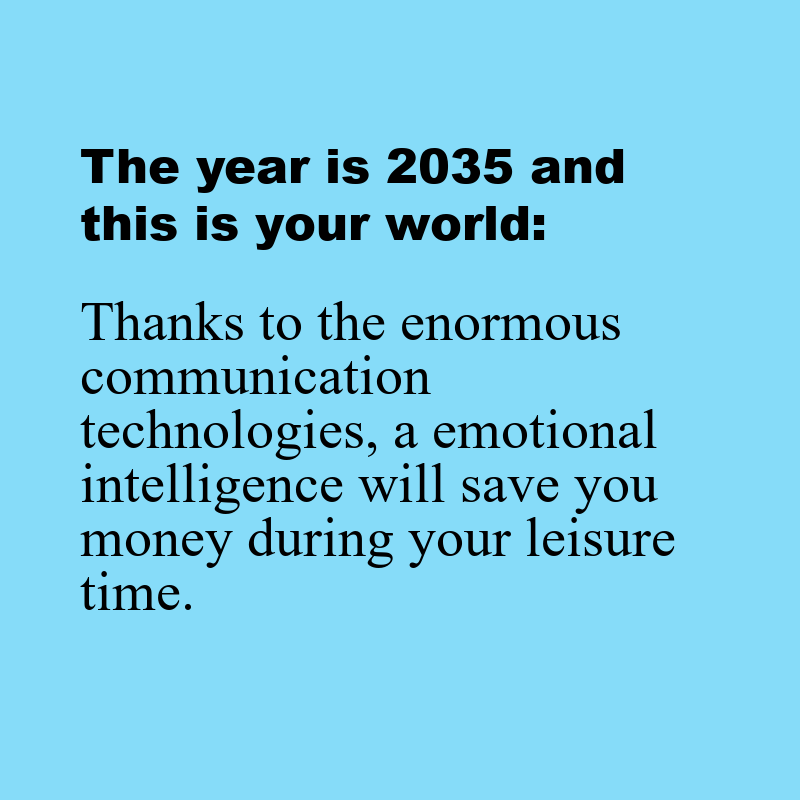 The year is 2035 and
this is your world:
Thanks to the enormous
communication
technologies, a emotional
intelligence will save you
money during your leisure
time.